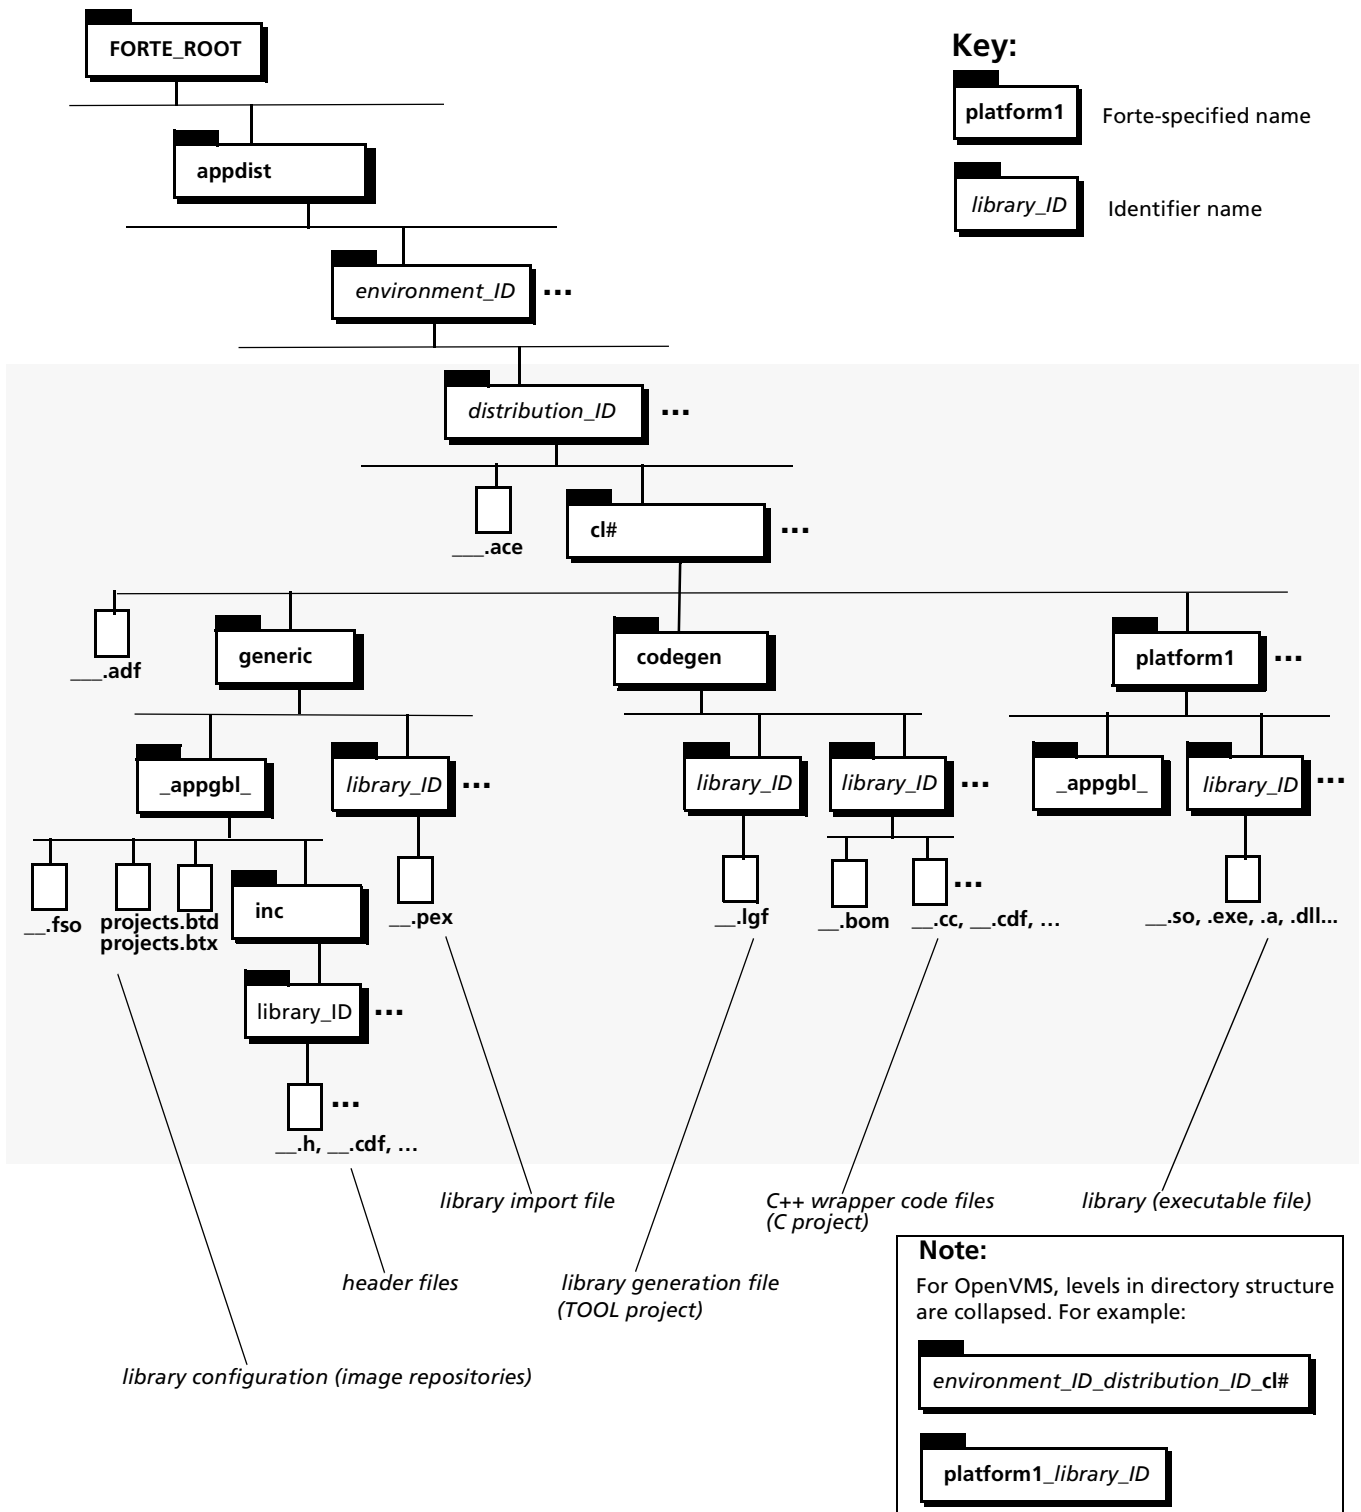 FORTE_ROOT
Key:
platform1
Forte-specified name
appdist
library_ID
Identifier name
environment_ID
...
distribution_ID
...
___.ace
cl#
...
___.adf
generic
codegen
platform1
...
_appgbl_
library_ID
...
library_ID
library_ID
...
_appgbl_
library_ID
...
__.fso
projects.btd
projects.btx
inc
__.pex
__.lgf
__.bom
...
__.cc, __.cdf, ...
__.so, .exe, .a, .dll...
library_ID
...
...
__.h, __.cdf, ...
library import file
C++ wrapper code files
(C project)
library (executable file)
header files
library generation file
(TOOL project)
library configuration (image repositories)
Note:
For OpenVMS, levels in directory structure
are collapsed. For example:
environment_ID_distribution_ID_cl#
platform1_library_ID